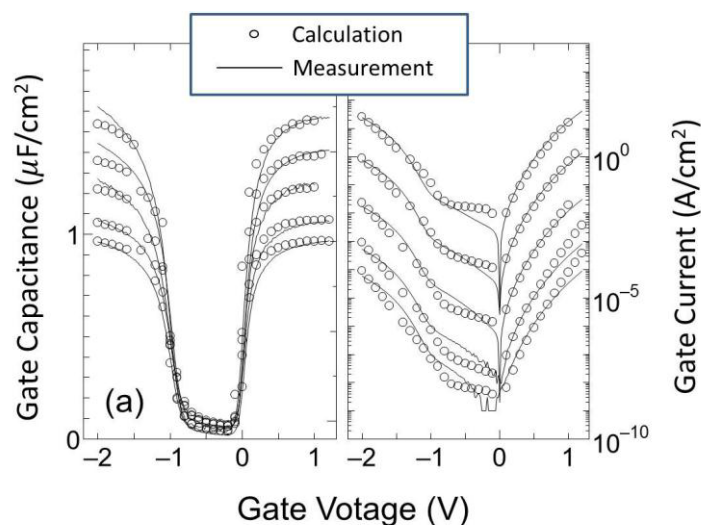 Calculation
Measurement
Gate Capacitance (μF/cm²)
1
0
(a)
−2
−1
0
1
−2
−1
0
1
10⁰
10⁻⁵
10⁻¹⁰
Gate Current (A/cm²)
Gate Votage (V)